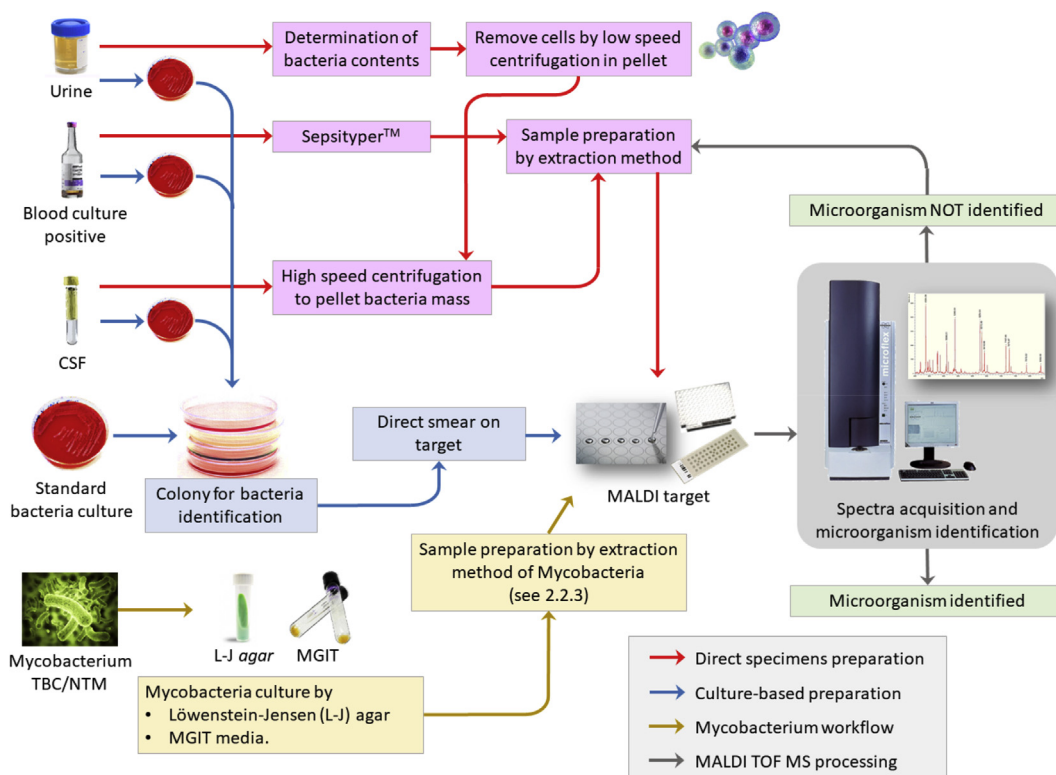 Urine
Determination of
bacteria contents
Remove cells by low speed
centrifugation in pellet
Blood culture
positive
Sepsityper™
Sample preparation
by extraction method
Microorganism NOT identified
CSF
High speed centrifugation
to pellet bacteria mass
microflex
Standard
bacteria culture
Colony for bacteria
identification
Direct smear on
target
MALDI target
Spectra acquisition and
microorganism identification
Microorganism identified
Mycobacterium
TBC/NTM
L-J agar
MGIT
Sample preparation by extraction
method of Mycobacteria
(see 2.2.3)
Mycobacteria culture by
• Löwenstein-Jensen (L-J) agar
• MGIT media.
Direct specimens preparation
Culture-based preparation
Mycobacterium workflow
MALDI TOF MS processing